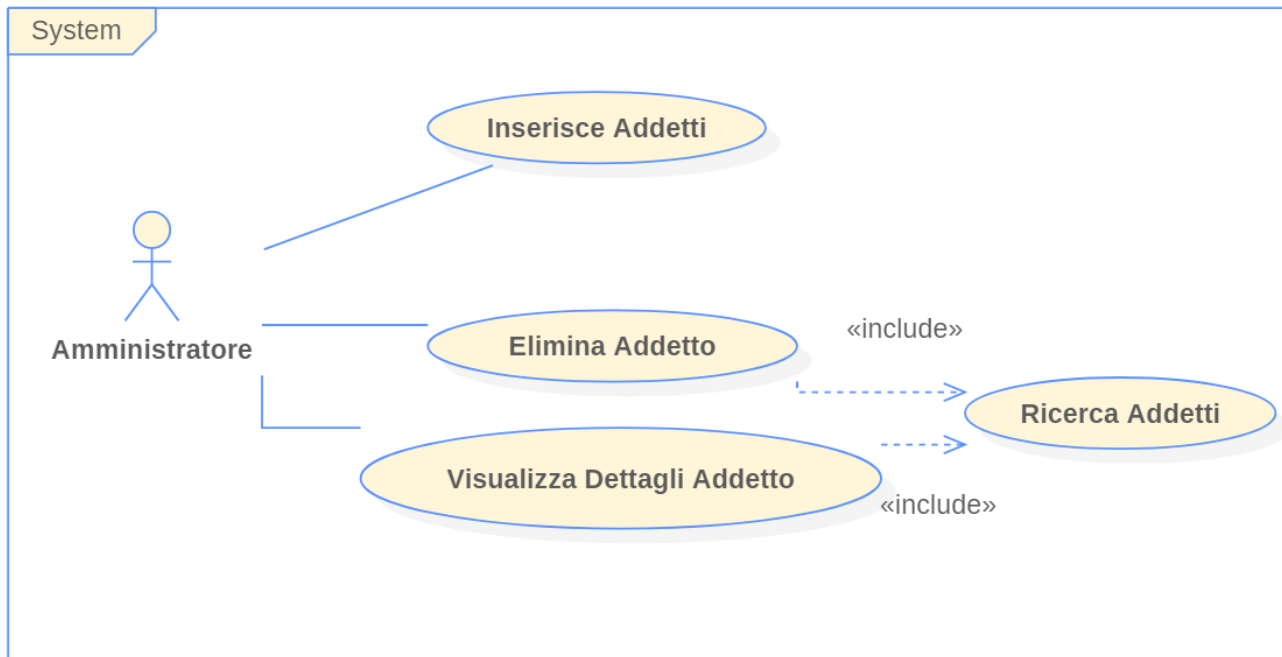 System
Inserisce Addetti
Amministratore
Elimina Addetto
«include»
Ricerca Addetti
Visualizza Dettagli Addetto
«include»